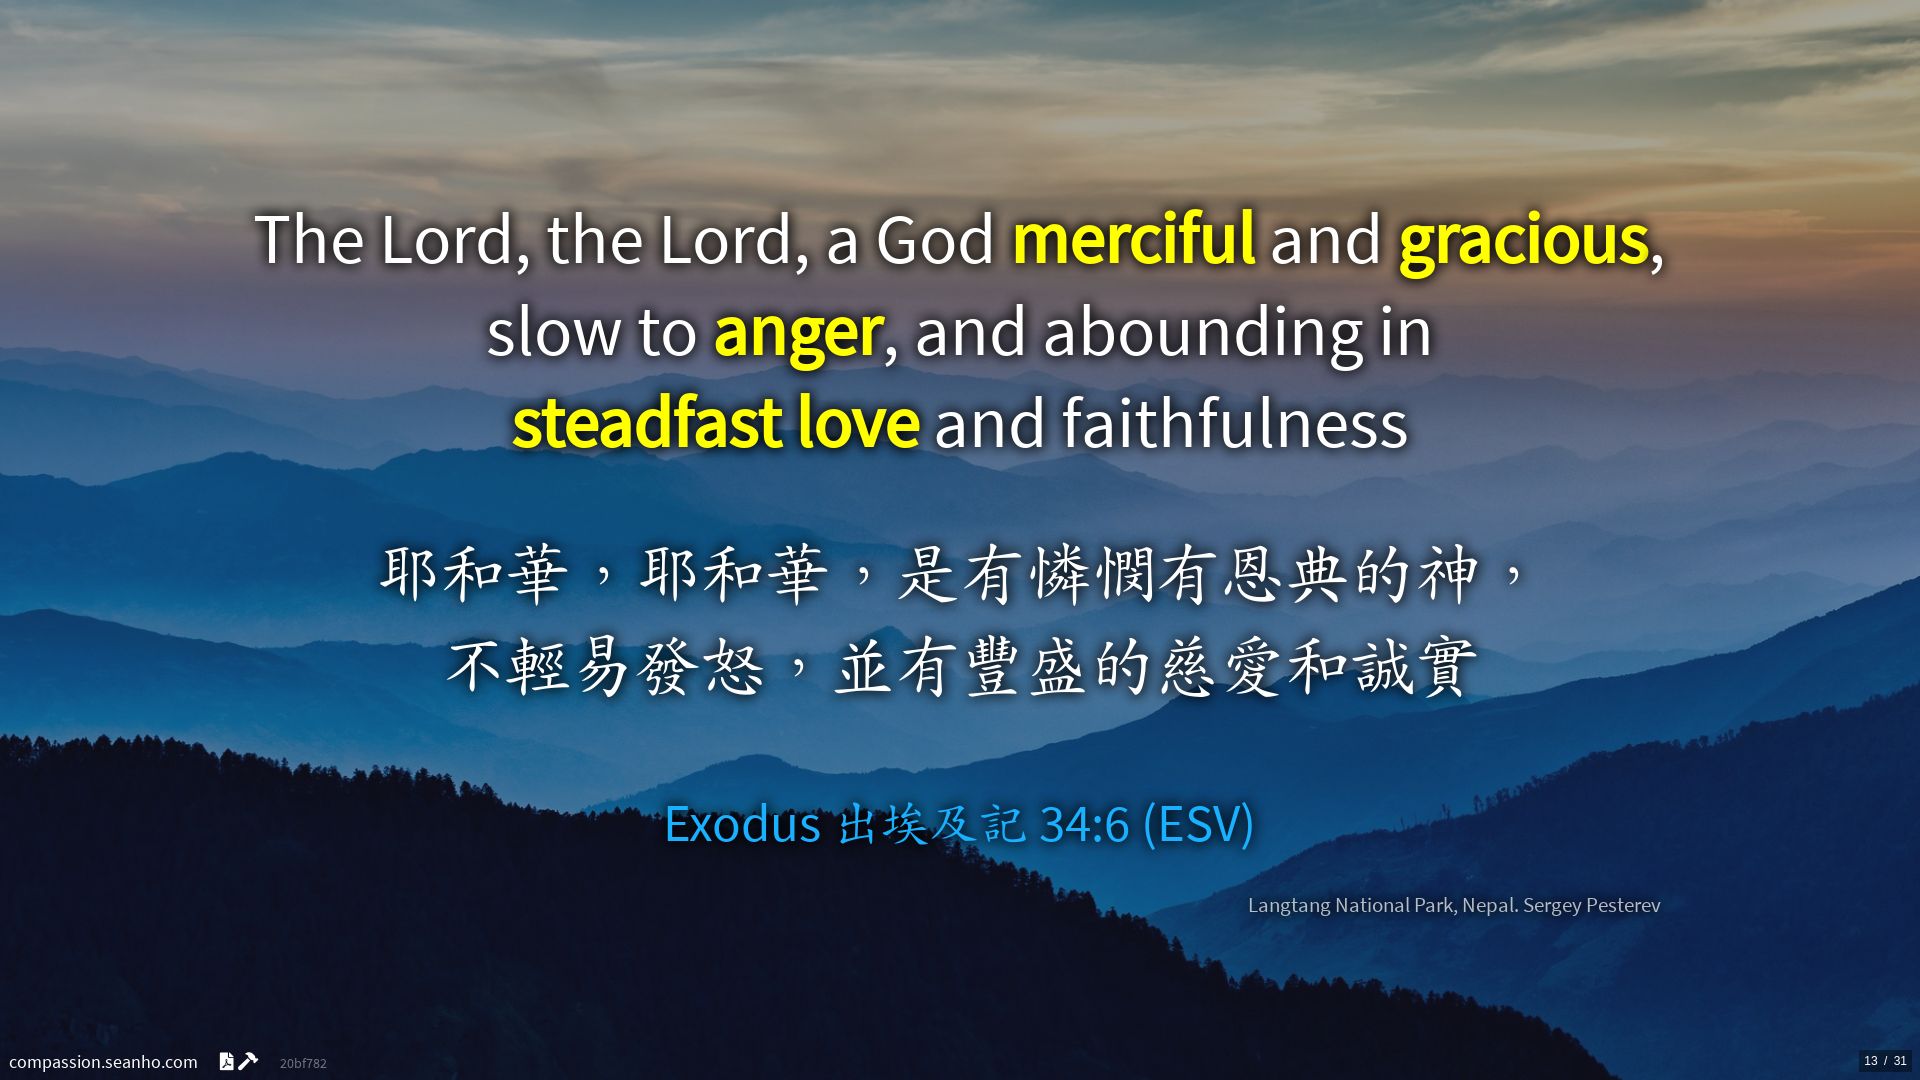 The Lord, the Lord, a God merciful and gracious,
slow to anger, and abounding in
steadfast love and faithfulness
耶和華，耶和華，是有憐憫有恩典的神，
不輕易發怒，並有豐盛的慈愛和誠實
Exodus 出埃及記 34:6 (ESV)
Langtang National Park, Nepal. Sergey Pesterev
compassion.seanho.com 20bf782
13 / 31